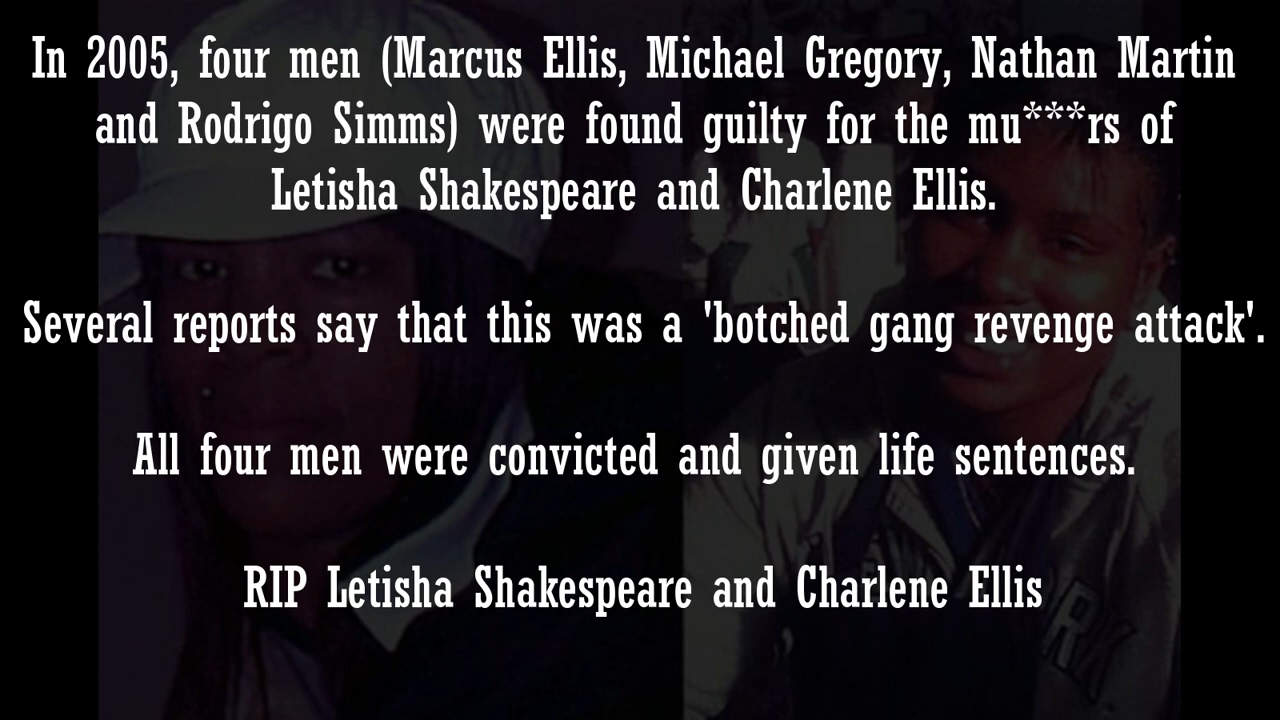 In 2005, four men (Marcus Ellis, Michael Gregory, Nathan Martin
and Rodrigo Simms) were found guilty for the mu***rs of
Letisha Shakespeare and Charlene Ellis.
Several reports say that this was a 'botched gang revenge attack'.
All four men were convicted and given life sentences.
RIP Letisha Shakespeare and Charlene Ellis